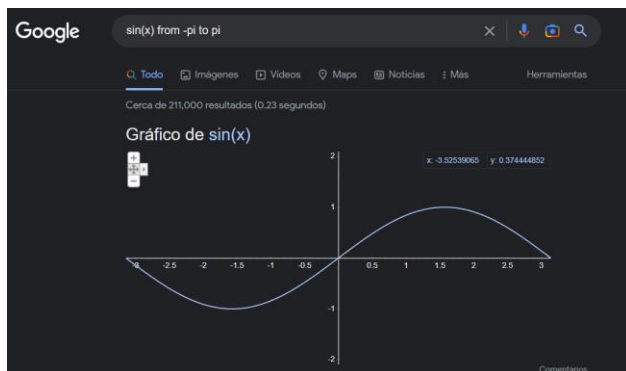 Google sin(x) from -pi to pi
Todo Imágenes Videos Maps Noticias Más Herramientas
Cerca de 211,000 resultados (0.23 segundos)
Gráfico de sin(x)
x: -3.52539065 y: 0.374444852
2
1
-3 -2.5 -2 -1.5 -1 -0.5 0.5 1 1.5 2 2.5 3
-1
-2
Comentarios